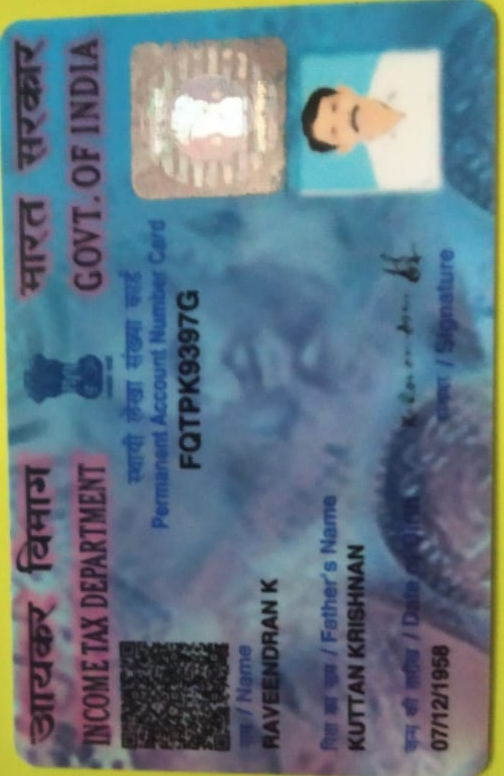 आयकर विभाग
INCOME TAX DEPARTMENT
भारत सरकार
GOVT. OF INDIA
स्थायी लेखा संख्या कार्ड
Permanent Account Number Card
FQTPK9397G
नाम / Name
RAVEENDRAN K
पिता का नाम / Father's Name
KUTTAN KRISHNAN
जन्म की तारीख / Date of Birth
07/12/1958
हस्ताक्षर / Signature